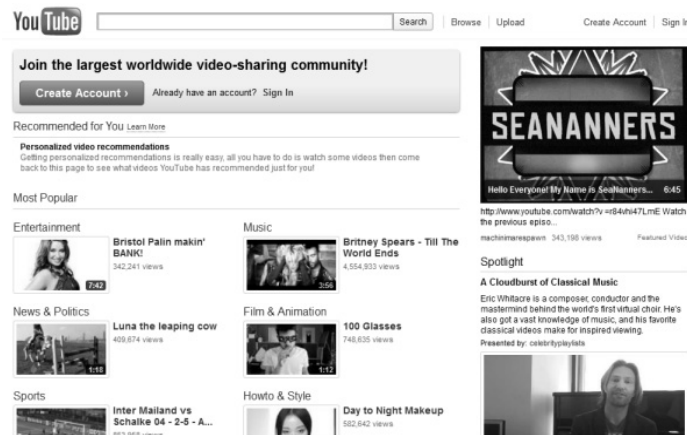 YouTube
Search
Browse
Upload
Create Account
Sign In
Join the largest worldwide video-sharing community!
Create Account ›
Already have an account? Sign In
Recommended for You Learn More
Personalized video recommendations
Getting personalized recommendations is really easy, all you have to do is watch some videos then come
back to this page to see what videos YouTube has recommended just for you!
Most Popular
Entertainment
Bristol Palin makin'
BANK!
342,241 views
7:42
Music
Britney Spears - Till The
World Ends
4,554,933 views
3:56
News & Politics
Luna the leaping cow
409,674 views
1:18
Film & Animation
100 Glasses
748,635 views
1:12
Sports
Inter Mailand vs
Schalke 04 - 2-5 - A...
Howto & Style
Day to Night Makeup
582,642 views
SEANANNERS
Hello Everyone! My Name is SeaNanners... 6:45
http://www.youtube.com/watch?v=r84vhi47LmE Watch
the previous episo...
machinimarespawn 343,198 views
Featured Video
Spotlight
A Cloudburst of Classical Music
Eric Whitacre is a composer, conductor and the
mastermind behind the world's first virtual choir. He's
also got a vast knowledge of music, and his favorite
classical videos make for inspired viewing.
Presented by: celebrityplaylists